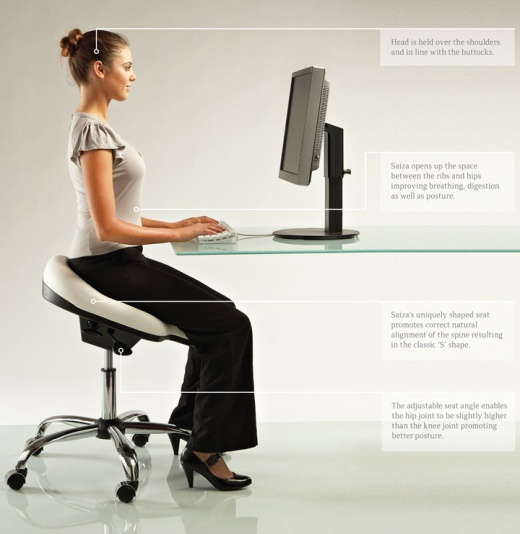 Head is held over the shoulders
and in line with the buttocks.
Saiza opens up the space
between the ribs and hips
improving breathing, digestion
as well as posture.
Saiza's uniquely shaped seat
promotes correct natural
alignment of the spine resulting
in the classic 'S' shape.
The adjustable seat angle enables
the hip joint to be slightly higher
than the knee joint promoting
better posture.